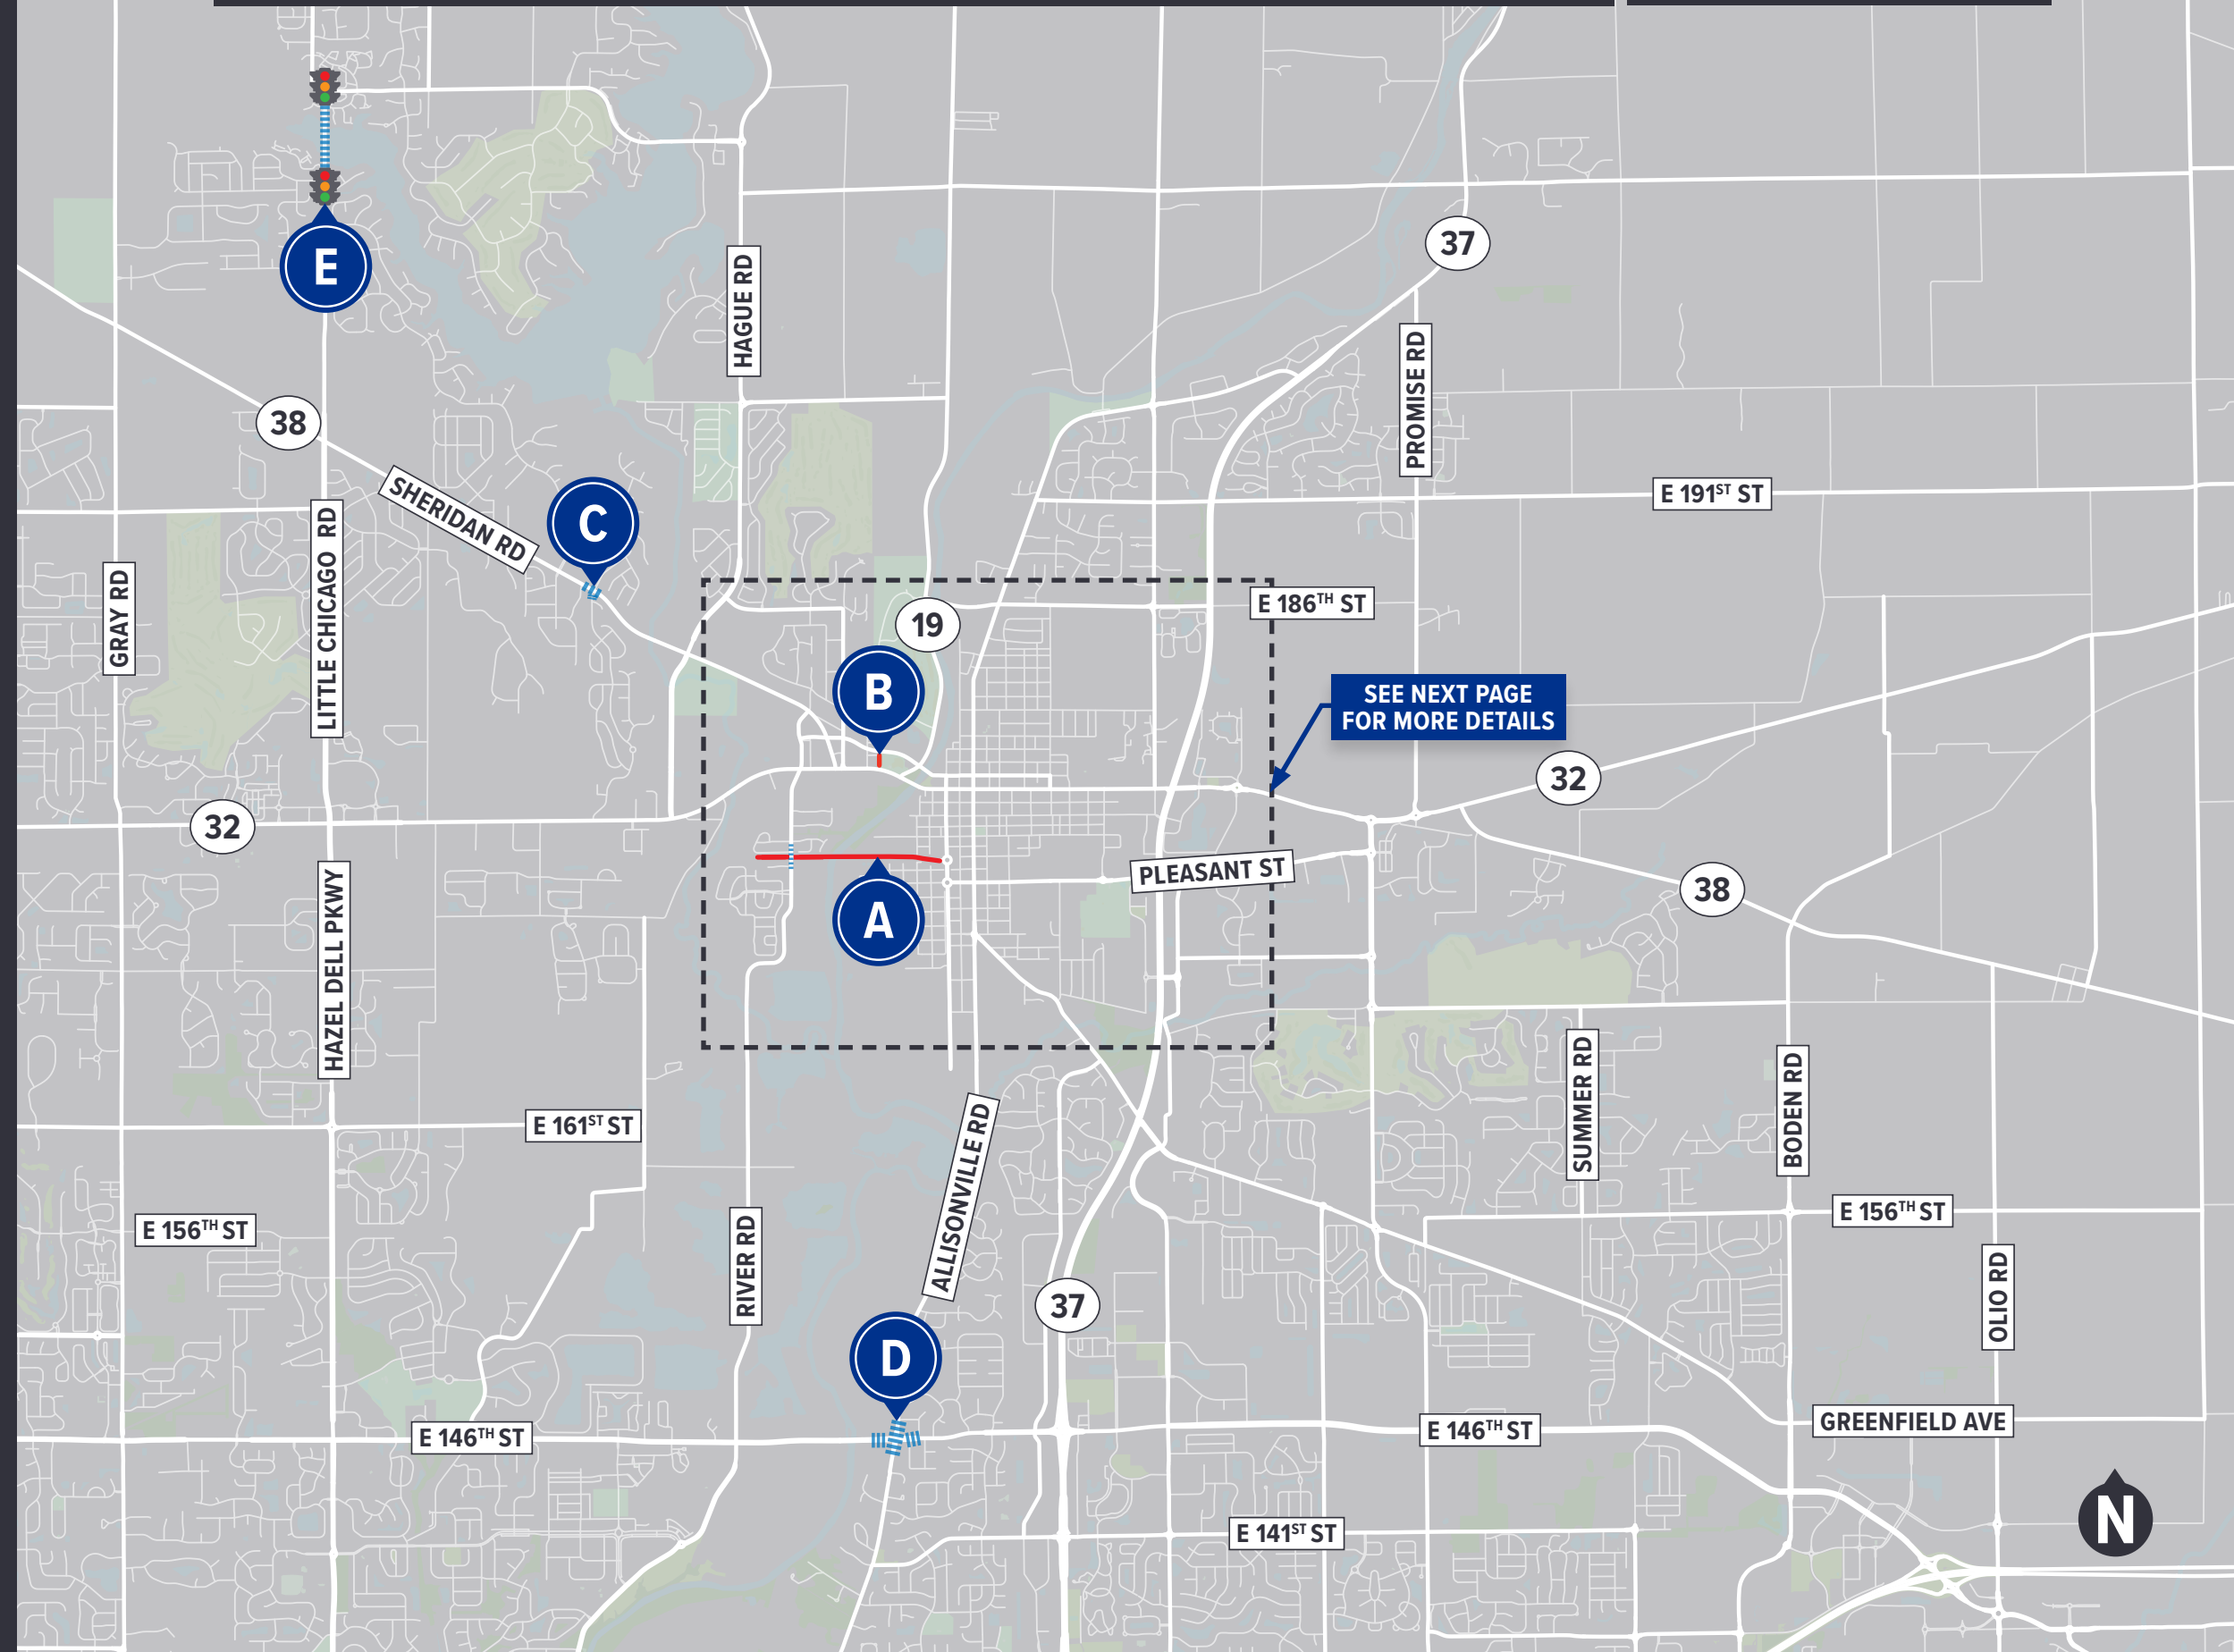 E
37
HAGUE RD
PROMISE RD
38
SHERIDAN RD
C
E 191ST ST
LITTLE CHICAGO RD
GRAY RD
E 186TH ST
19
B
SEE NEXT PAGE
FOR MORE DETAILS
32
32
PLEASANT ST
38
A
HAZEL DELL PKWY
SUMMER RD
BODEN RD
E 161ST ST
ALLISONVILLE RD
E 156TH ST
E 156TH ST
RIVER RD
OLIO RD
37
D
E 146TH ST
E 146TH ST
GREENFIELD AVE
E 141ST ST
N